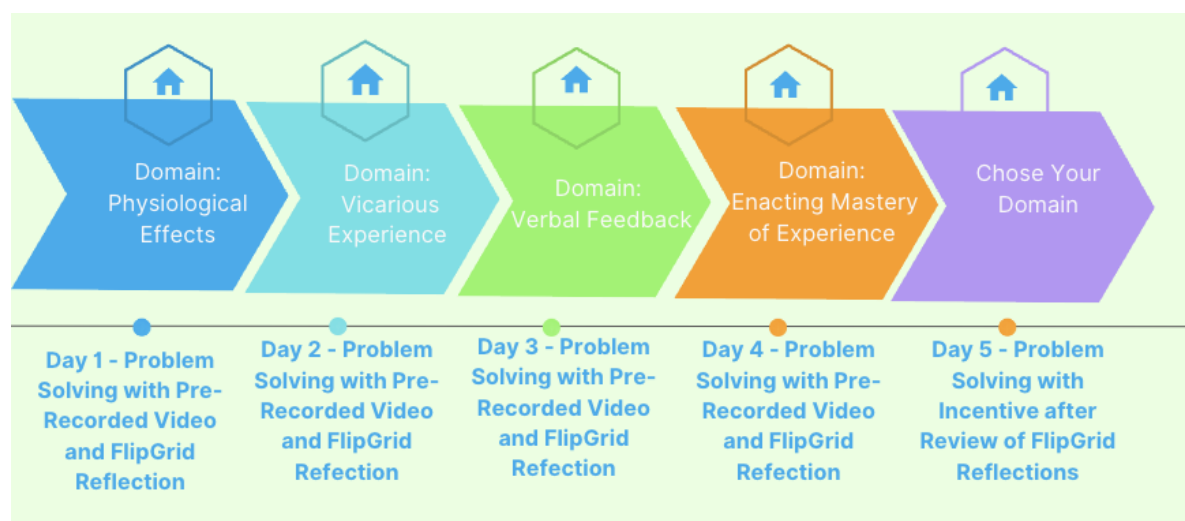 Domain:
Physiological
Effects
Domain:
Vicarious
Experience
Domain:
Verbal Feedback
Domain:
Enacting Mastery
of Experience
Chose Your
Domain
Day 1 - Problem
Solving with Pre-
Recorded Video
and FlipGrid
Reflection
Day 2 - Problem
Solving with Pre-
Recorded Video
and FlipGrid
Refection
Day 3 - Problem
Solving with Pre-
Recorded Video
and FlipGrid
Refection
Day 4 - Problem
Solving with Pre-
Recorded Video
and FlipGrid
Refection
Day 5 - Problem
Solving with
Incentive after
Review of FlipGrid
Reflections